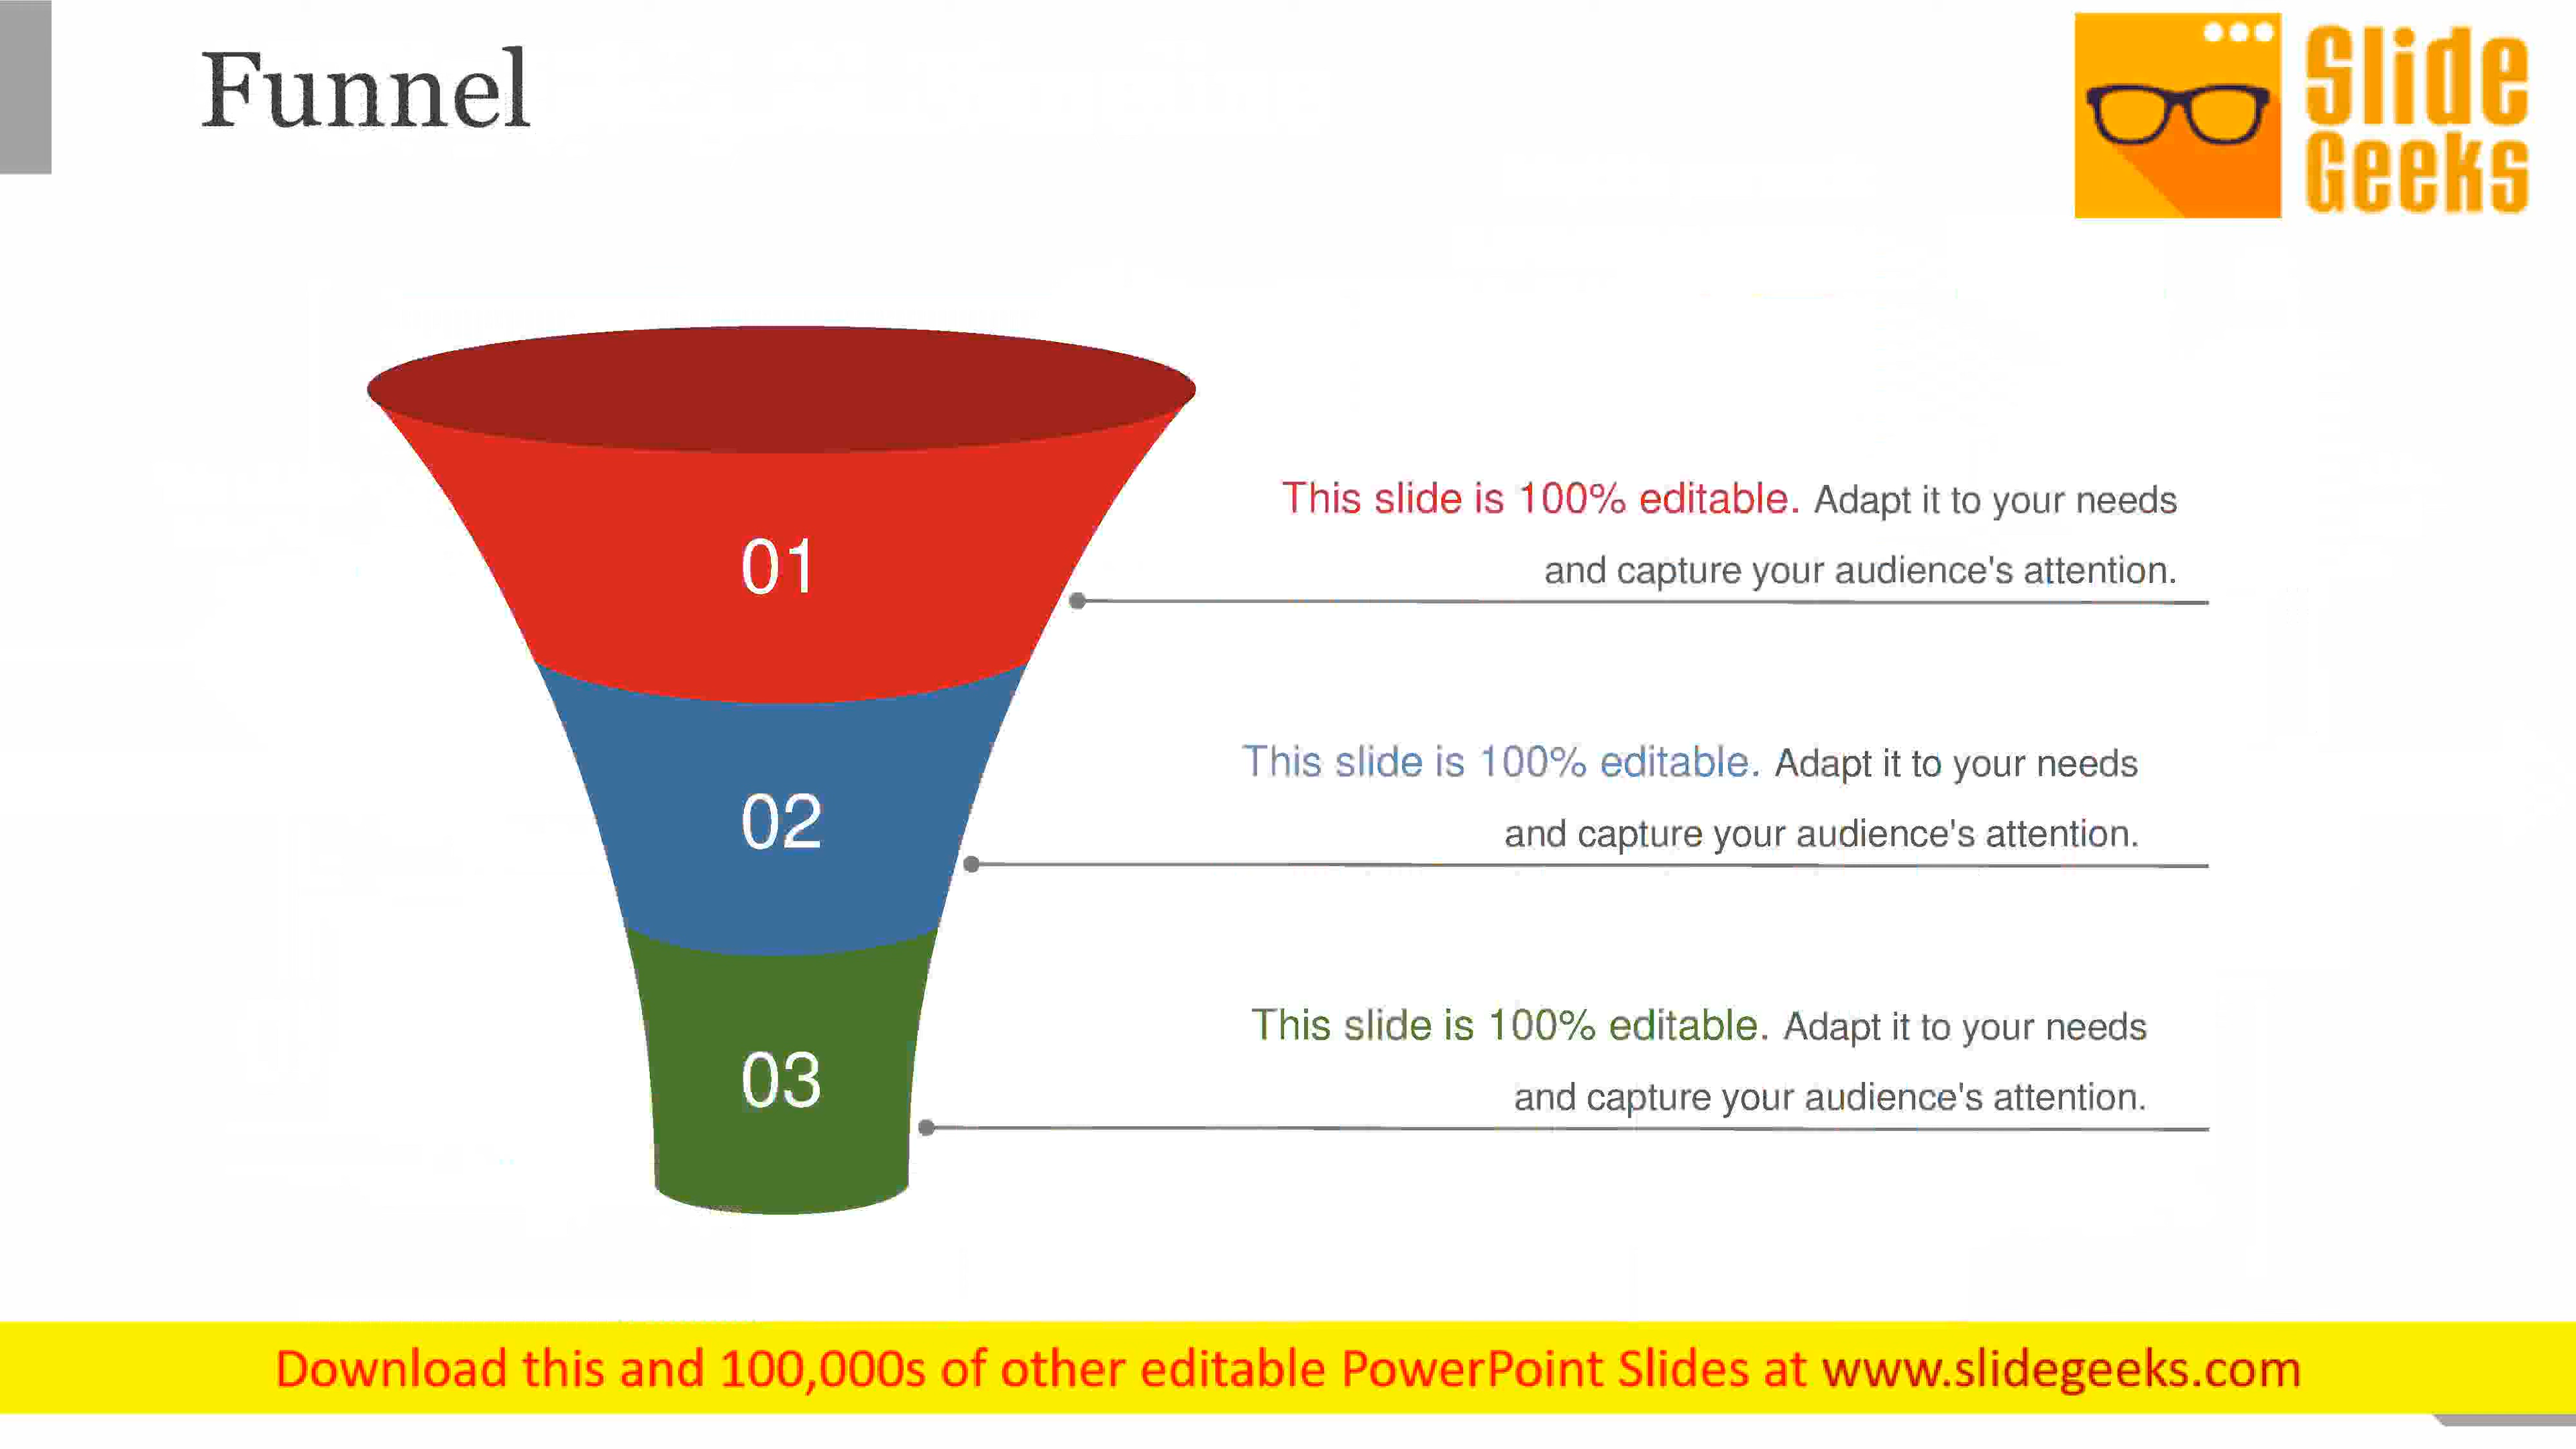 Funnel
Slide
Geeks
01
This slide is 100% editable. Adapt it to your needs
and capture your audience's attention.
02
This slide is 100% editable. Adapt it to your needs
and capture your audience's attention.
03
This slide is 100% editable. Adapt it to your needs
and capture your audience's attention.
Download this and 100,000s of other editable PowerPoint Slides at www.slidegeeks.com